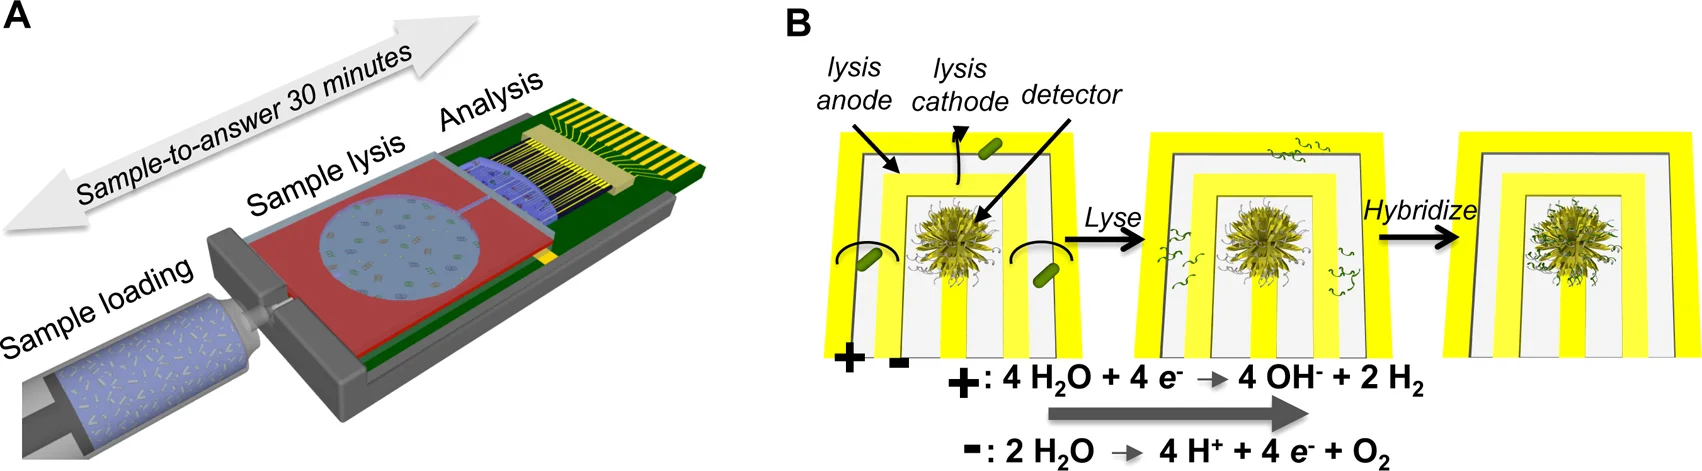 A
Sample-to-answer 30 minutes
Analysis
Sample lysis
Sample loading
B
lysis
anode
lysis
cathode
detector
Lyse
Hybridize
+ -
+: 4 H₂O + 4 e⁻ → 4 OH⁻ + 2 H₂
-: 2 H₂O → 4 H⁺ + 4 e⁻ + O₂